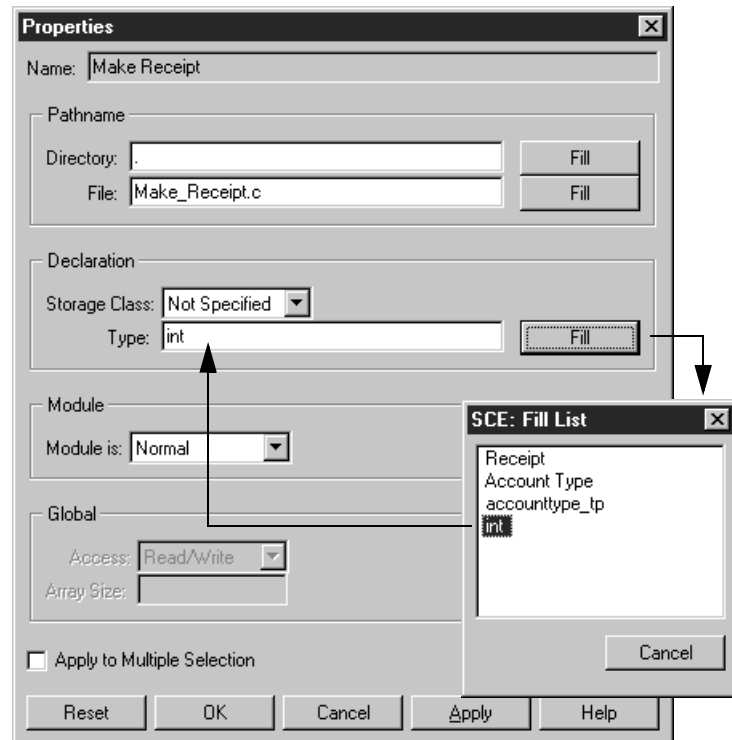 Properties
Name: Make Receipt
Pathname
Directory: . Fill
File: Make_Receipt.c Fill
Declaration
Storage Class: Not Specified
Type: int Fill
Module
Module is: Normal
Global
Access: Read/Write
Array Size:
SCE: Fill List
Receipt
Account Type
accounttype_tp
int
Cancel
Apply to Multiple Selection
Reset OK Cancel Apply Help